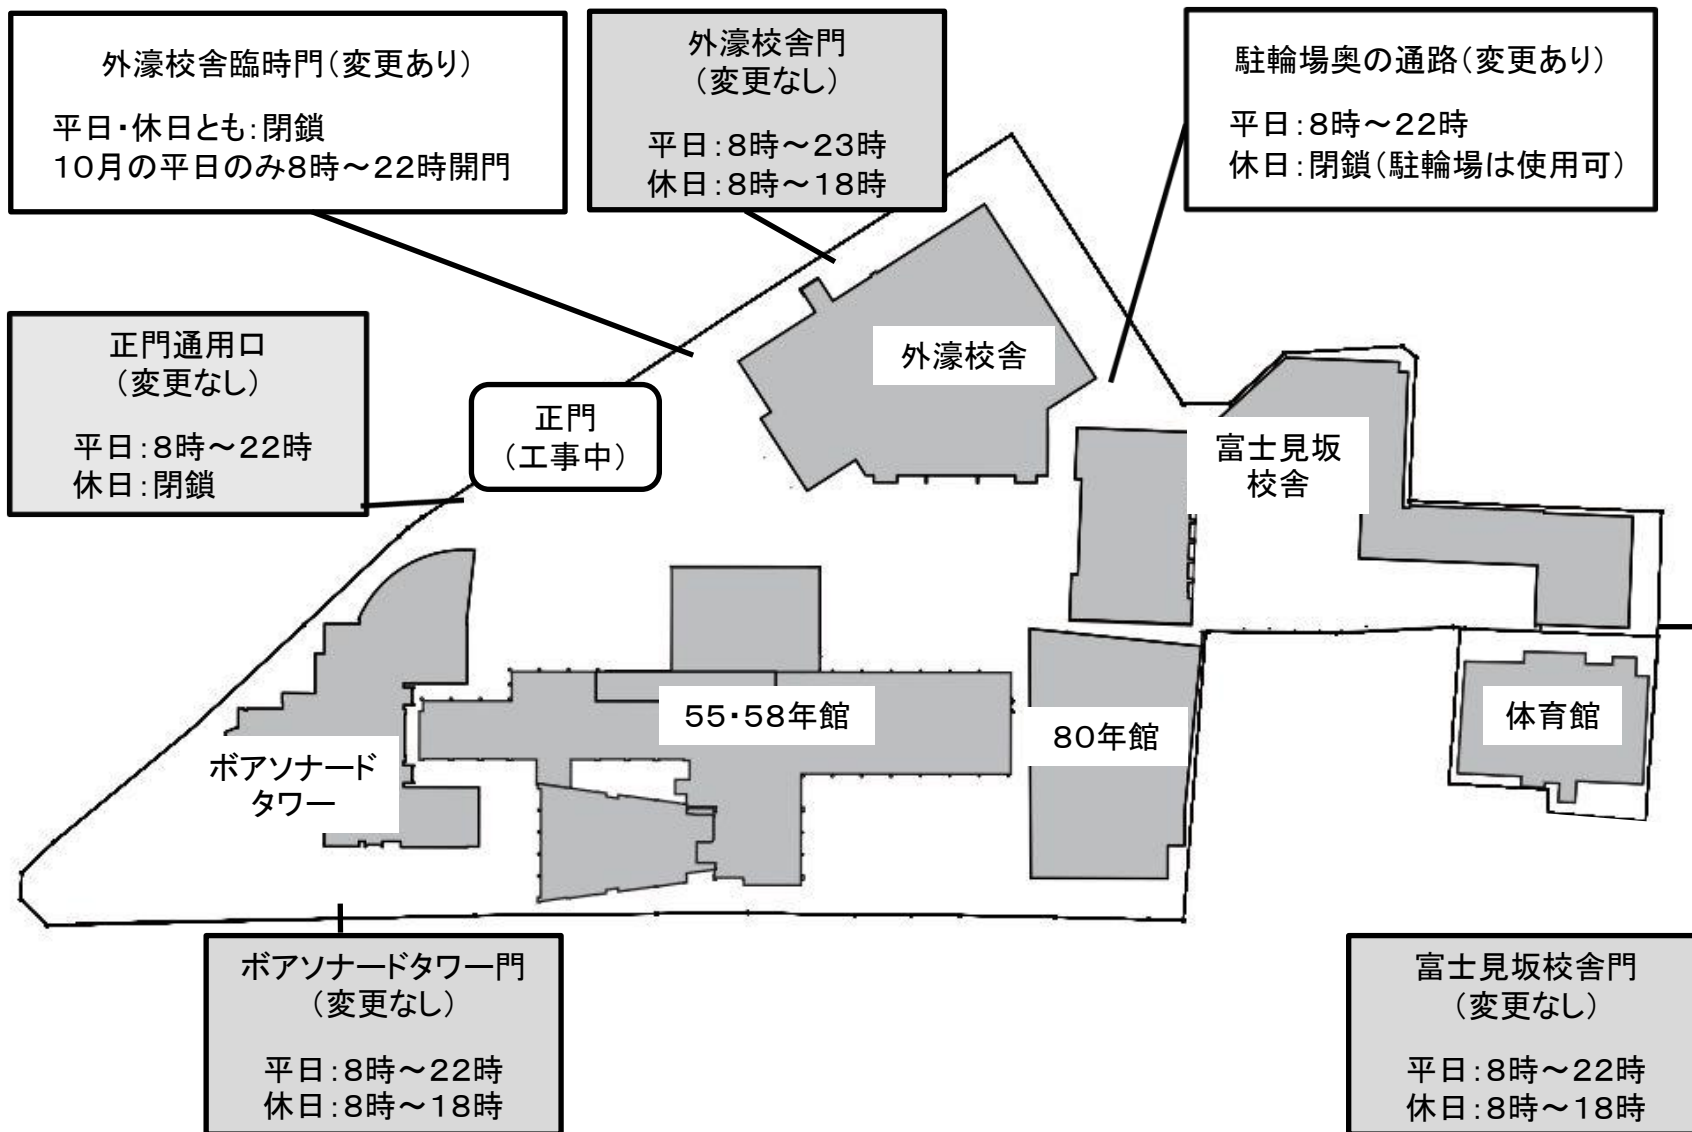 外濠校舎臨時門(変更あり)
平日・休日とも:閉鎖
10月の平日のみ8時～22時開門
外濠校舎門
(変更なし)
平日:8時～23時
休日:8時～18時
駐輪場奥の通路(変更あり)
平日:8時～22時
休日:閉鎖(駐輪場は使用可)
正門通用口
(変更なし)
平日:8時～22時
休日:閉鎖
正門
(工事中)
外濠校舎
富士見坂
校舎
55・58年館
80年館
体育館
ボアソナード
タワー
ボアソナードタワー門
(変更なし)
平日:8時～22時
休日:8時～18時
富士見坂校舎門
(変更なし)
平日:8時～22時
休日:8時～18時